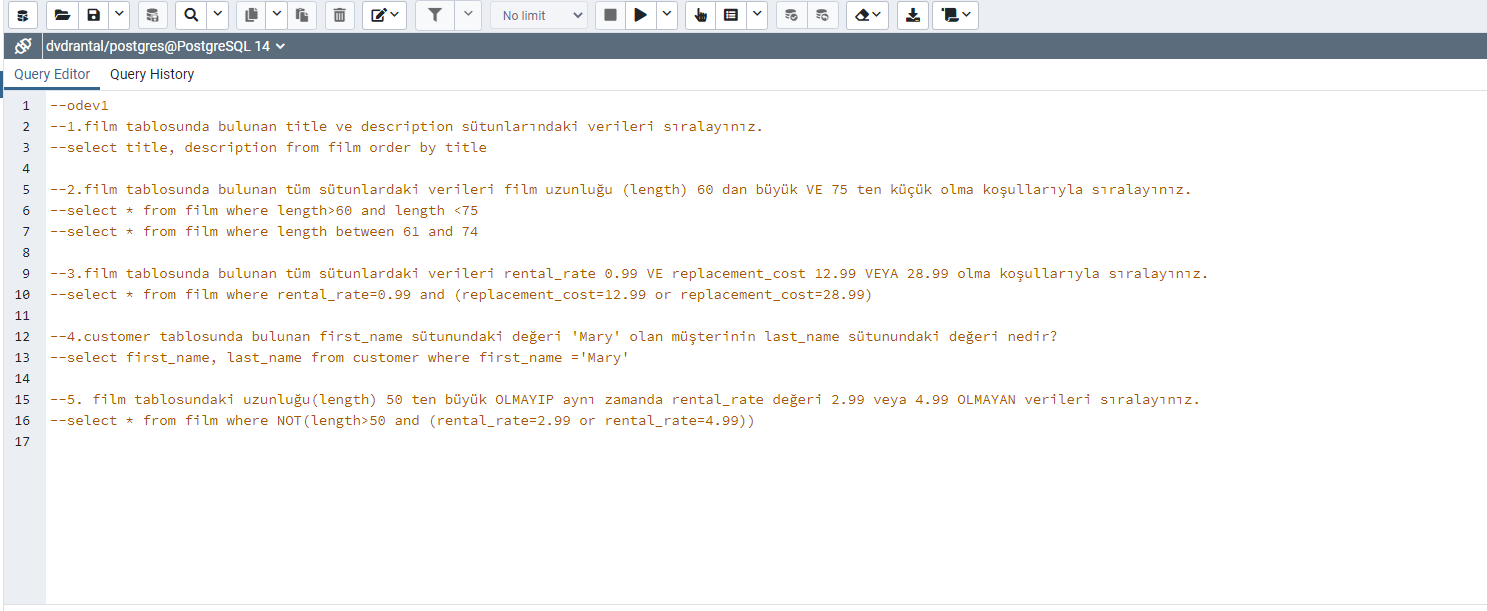 No limit
dvdrantal/postgres@PostgreSQL 14
Query Editor Query History
1 --odev1
2 --1.film tablosunda bulunan title ve description sütunlarındaki verileri sıralayınız.
3 --select title, description from film order by title
4
5 --2.film tablosunda bulunan tüm sütunlardaki verileri film uzunluğu (length) 60 dan büyük VE 75 ten küçük olma koşullarıyla sıralayınız.
6 --select * from film where length>60 and length <75
7 --select * from film where length between 61 and 74
8
9 --3.film tablosunda bulunan tüm sütunlardaki verileri rental_rate 0.99 VE replacement_cost 12.99 VEYA 28.99 olma koşullarıyla sıralayınız.
10 --select * from film where rental_rate=0.99 and (replacement_cost=12.99 or replacement_cost=28.99)
11
12 --4.customer tablosunda bulunan first_name sütunundaki değeri 'Mary' olan müşterinin last_name sütunundaki değeri nedir?
13 --select first_name, last_name from customer where first_name ='Mary'
14
15 --5. film tablosundaki uzunluğu(length) 50 ten büyük OLMAYIP aynı zamanda rental_rate değeri 2.99 veya 4.99 OLMAYAN verileri sıralayınız.
16 --select * from film where NOT(length>50 and (rental_rate=2.99 or rental_rate=4.99))
17